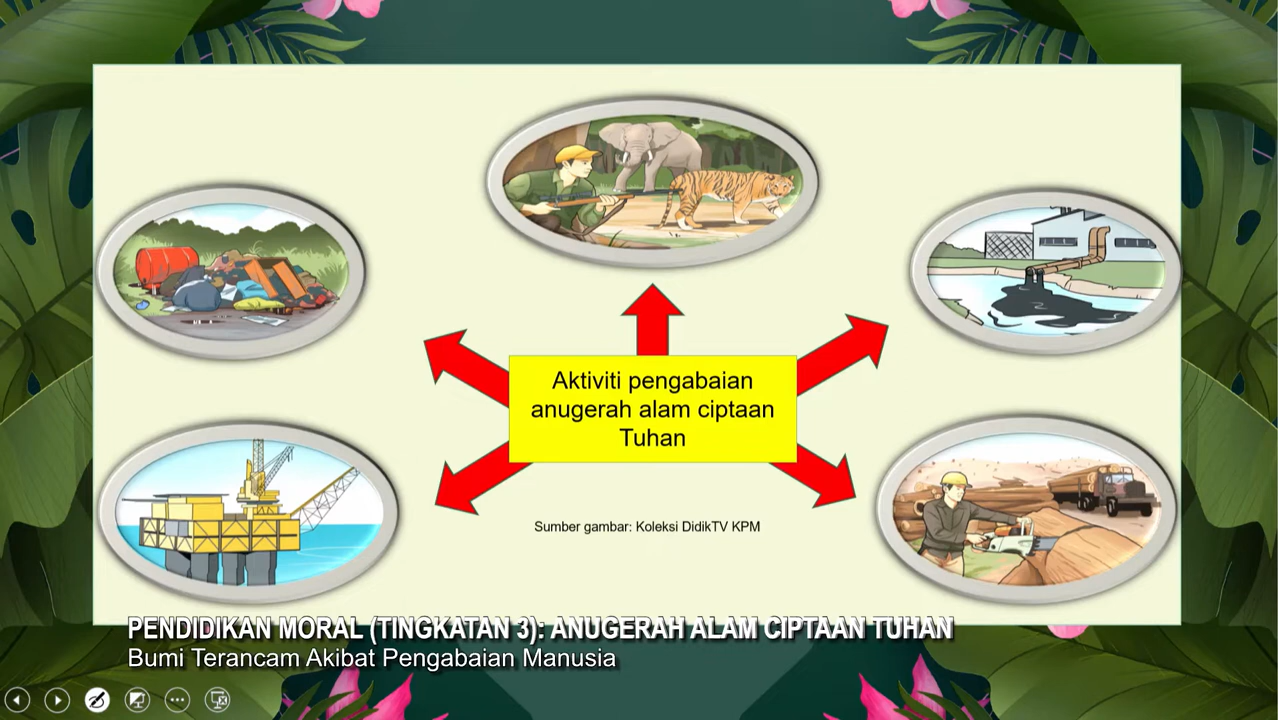 Aktiviti pengabaian
anugerah alam ciptaan
Tuhan
Sumber gambar: Koleksi DidikTV KPM
PENDIDIKAN MORAL (TINGKATAN 3): ANUGERAH ALAM CIPTAAN TUHAN
Bumi Terancam Akibat Pengabaian Manusia